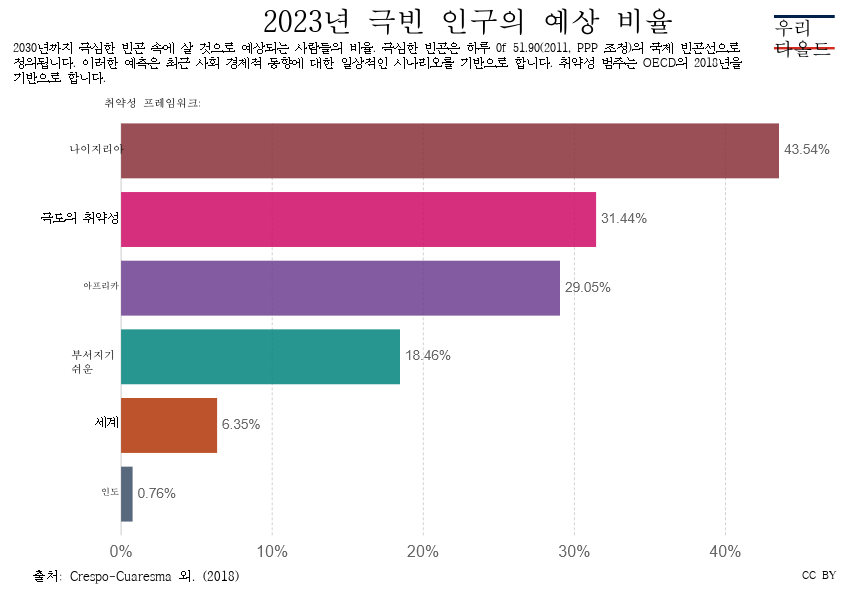 2023년 극빈 인구의 예상 비율
우리
다음드
2030년까지 극심한 빈곤 속에 살 것으로 예상되는 사람들의 비율. 극심한 빈곤은 하루 0f 51.90(2011, PPP 조정)의 국제 빈곤선으로
정의됩니다. 이러한 예측은 최근 사회 경제적 동향에 대한 일상적인 시나리오를 기반으로 합니다. 취약성 범주는 OECD의 2018년을
기반으로 합니다.
취약성 프레임워크:
나이지리아
43.54%
극도의 취약성
31.44%
아프리카
29.05%
부서지기
쉬운
18.46%
세계
6.35%
인도
0.76%
0%
10%
20%
30%
40%
출처: Crespo-Cuaresma 외. (2018)
CC BY